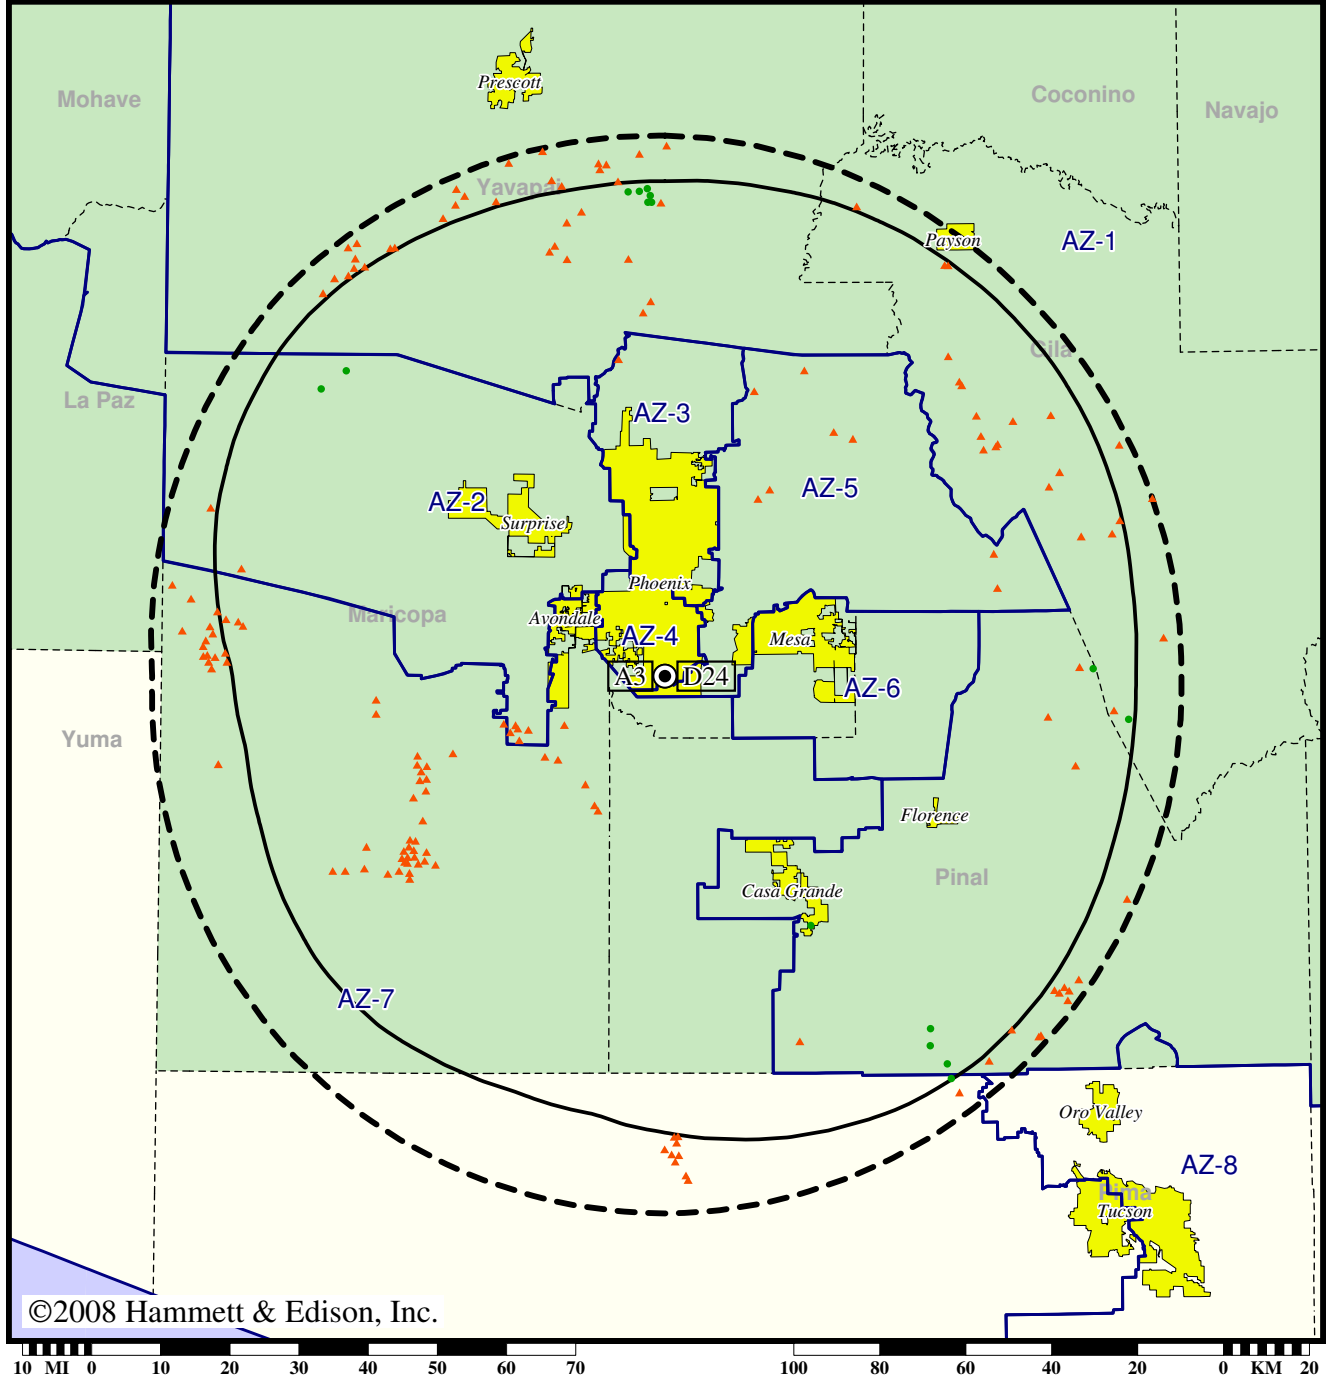 Prescott
Mohave
Coconino
Navajo
Yavapai
Payson
AZ-1
Gila
La Paz
AZ-3
AZ-2
AZ-5
Surprise
Phoenix
Maricopa
Avondale
AZ-4
Mesa
A3
D24
AZ-6
Yuma
Florence
Casa Grande
Pinal
AZ-7
Oro Valley
AZ-8
Pima
Tucson
©2008 Hammett & Edison, Inc.
10 MI 0 10 20 30 40 50 60 70 100 80 60 40 20 0 KM 20